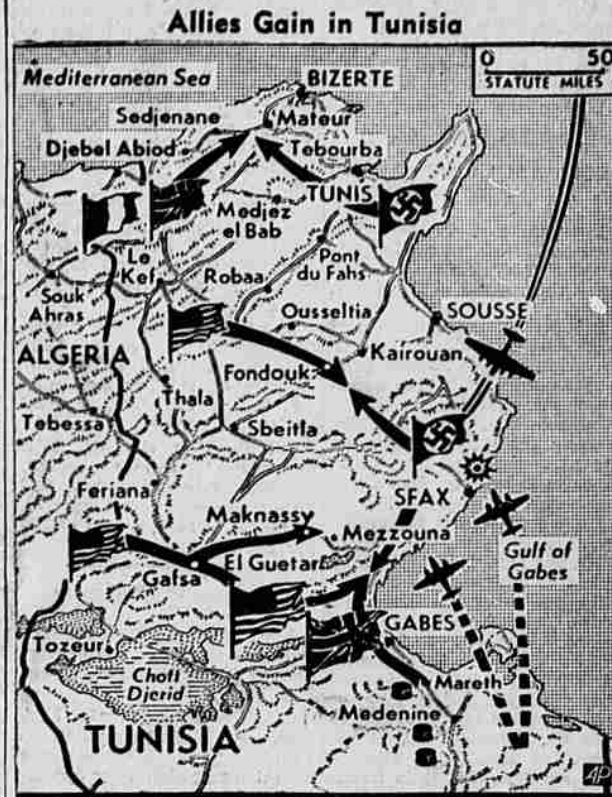 Allies Gain in Tunisia
0 50
STATUTE MILES
Mediterranean Sea
BIZERTE
Sedjenane
Mateur
Djebel Abiod
Tebourba
TUNIS
Medjez
el Bab
Le
Kef
Robaa
Pont
du Fahs
Souk
Ahras
Ousseltia
SOUSSE
ALGERIA
Kairouan
Fondouk
Thala
Tebessa
Sbeitla
Feriana
SFAX
Maknassy
Mezzouna
Gulf of
Gabes
El Guetar
Gafsa
GABES
Tozeur
Chott
Djerid
Mareth
Medenine
TUNISIA
AP